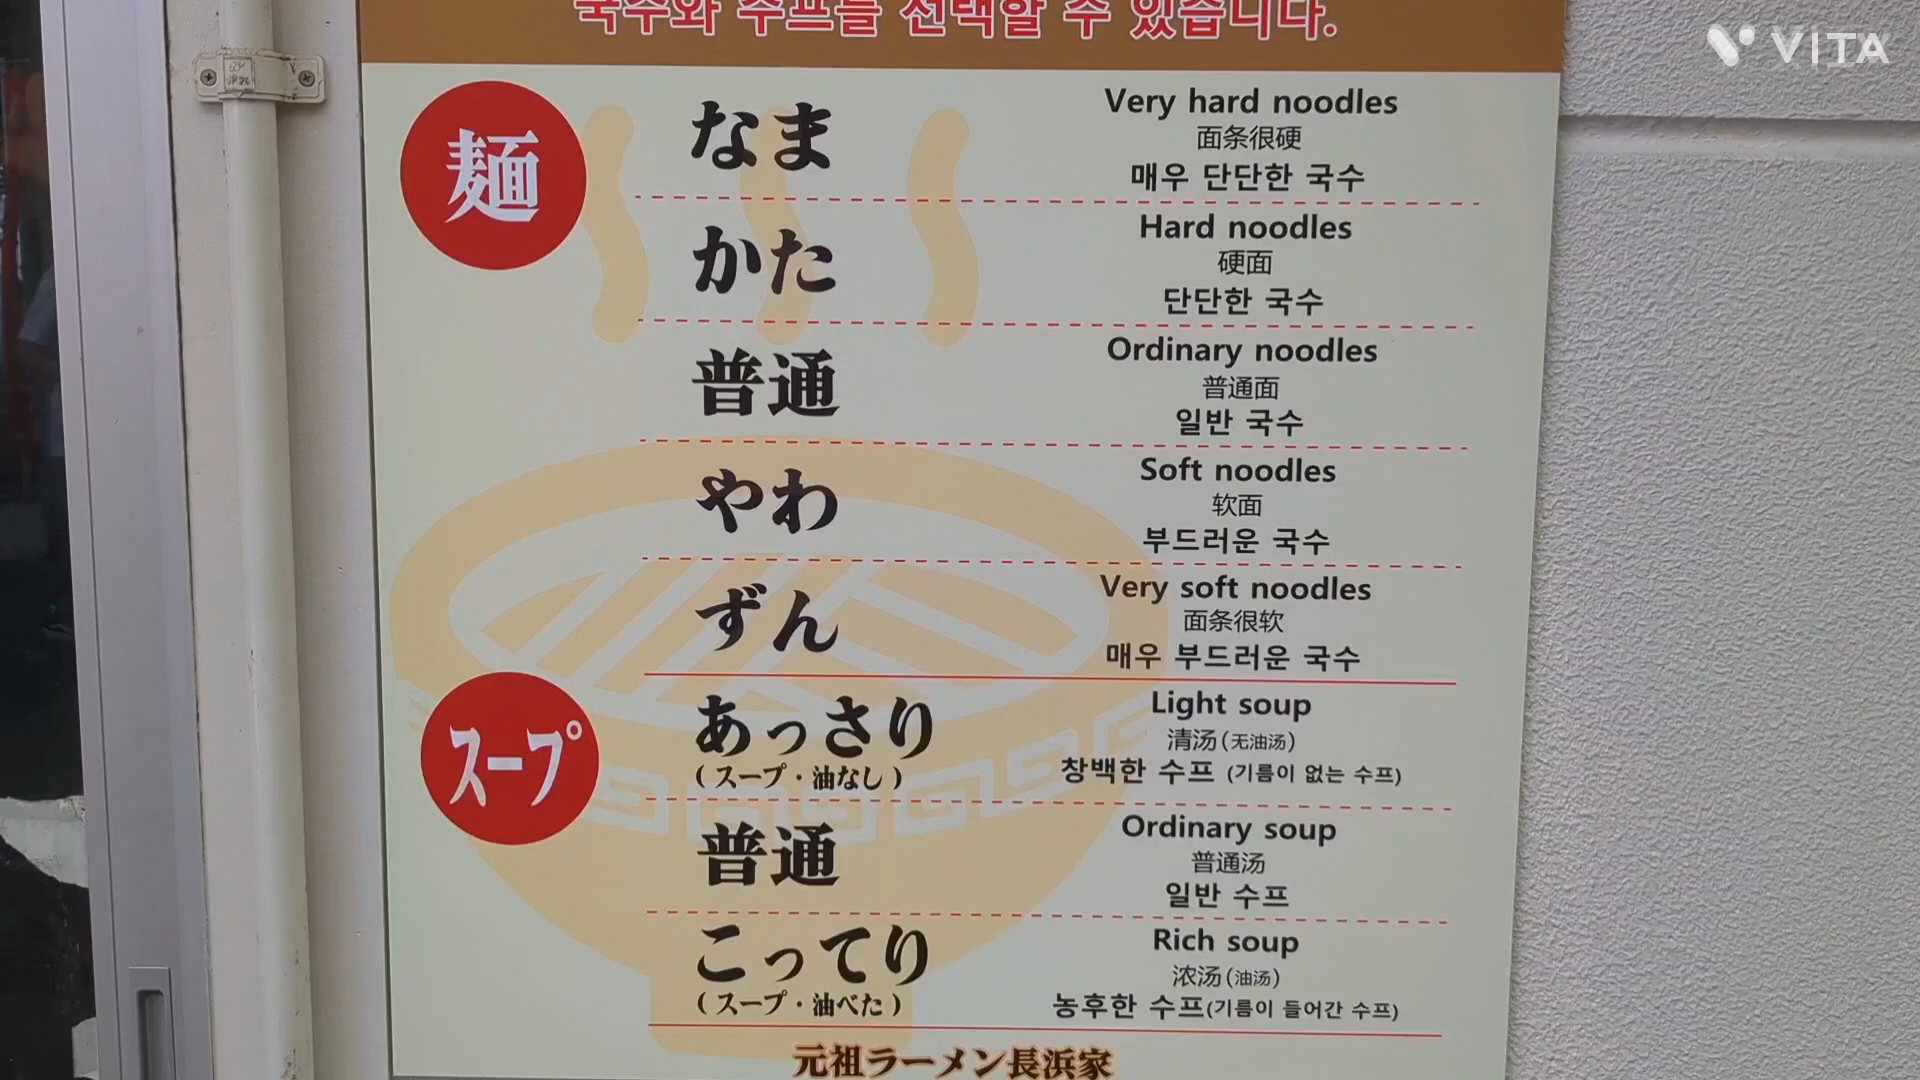 국수와 수프를 선택할 수 있습니다.
VITA
麺
なま
Very hard noodles
面条很硬
매우 단단한 국수
かた
Hard noodles
硬面
단단한 국수
普通
Ordinary noodles
普通面
일반 국수
やわ
Soft noodles
软面
부드러운 국수
ずん
Very soft noodles
面条很软
매우 부드러운 국수
スープ
あっさり
(スープ・油なし)
Light soup
清汤(无油汤)
창백한 수프 (기름이 없는 수프)
普通
Ordinary soup
普通汤
일반 수프
こってり
(スープ・油べた)
Rich soup
浓汤(油汤)
농후한 수프(기름이 들어간 수프)
元祖ラーメン長浜家